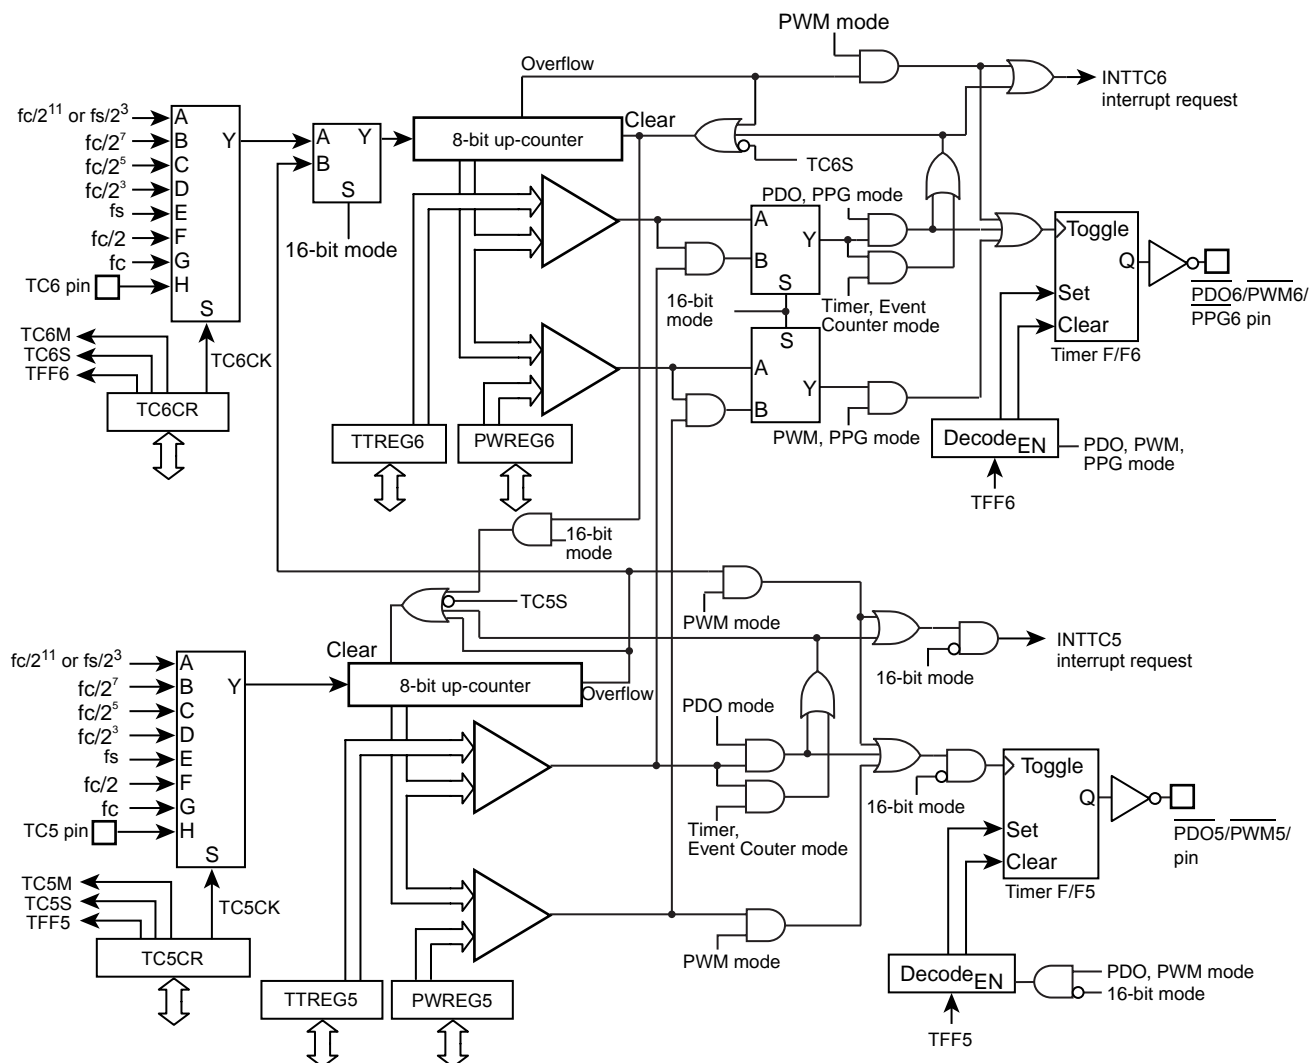 PWM mode
Overflow
INTTC6
interrupt request
fc/2¹¹ or fs/2³
fc/2⁷
fc/2⁵
fc/2³
fs
fc/2
fc
TC6 pin
A
B
C
D
E
F
G
H
Y
S
A
B
Y
S
16-bit mode
8-bit up-counter
Clear
TC6S
PDO, PPG mode
A
B
Y
S
16-bit
mode
Timer, Event
Counter mode
S
A
B
Y
PWM, PPG mode
Toggle
Q
Set
Clear
Timer F/F6
PDO6/PWM6/
PPG6 pin
TC6M
TC6S
TFF6
TC6CK
TC6CR
TTREG6
PWREG6
Decode EN
PDO, PWM,
PPG mode
TFF6
16-bit
mode
TC5S
PWM mode
INTTC5
interrupt request
16-bit mode
fc/2¹¹ or fs/2³
fc/2⁷
fc/2⁵
fc/2³
fs
fc/2
fc
TC5 pin
A
B
C
D
E
F
G
H
Y
S
Clear
8-bit up-counter
Overflow
PDO mode
Timer,
Event Couter mode
16-bit mode
Toggle
Q
Set
Clear
Timer F/F5
PDO5/PWM5/
pin
TC5M
TC5S
TFF5
TC5CK
TC5CR
TTREG5
PWREG5
PWM mode
Decode EN
PDO, PWM mode
16-bit mode
TFF5